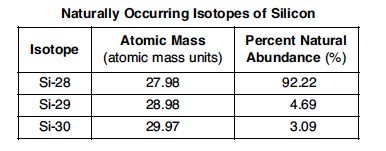 Naturally Occurring Isotopes of Silicon
Isotope Atomic Mass (atomic mass units) Percent Natural Abundance (%)
Si-28 27.98 92.22
Si-29 28.98 4.69
Si-30 29.97 3.09